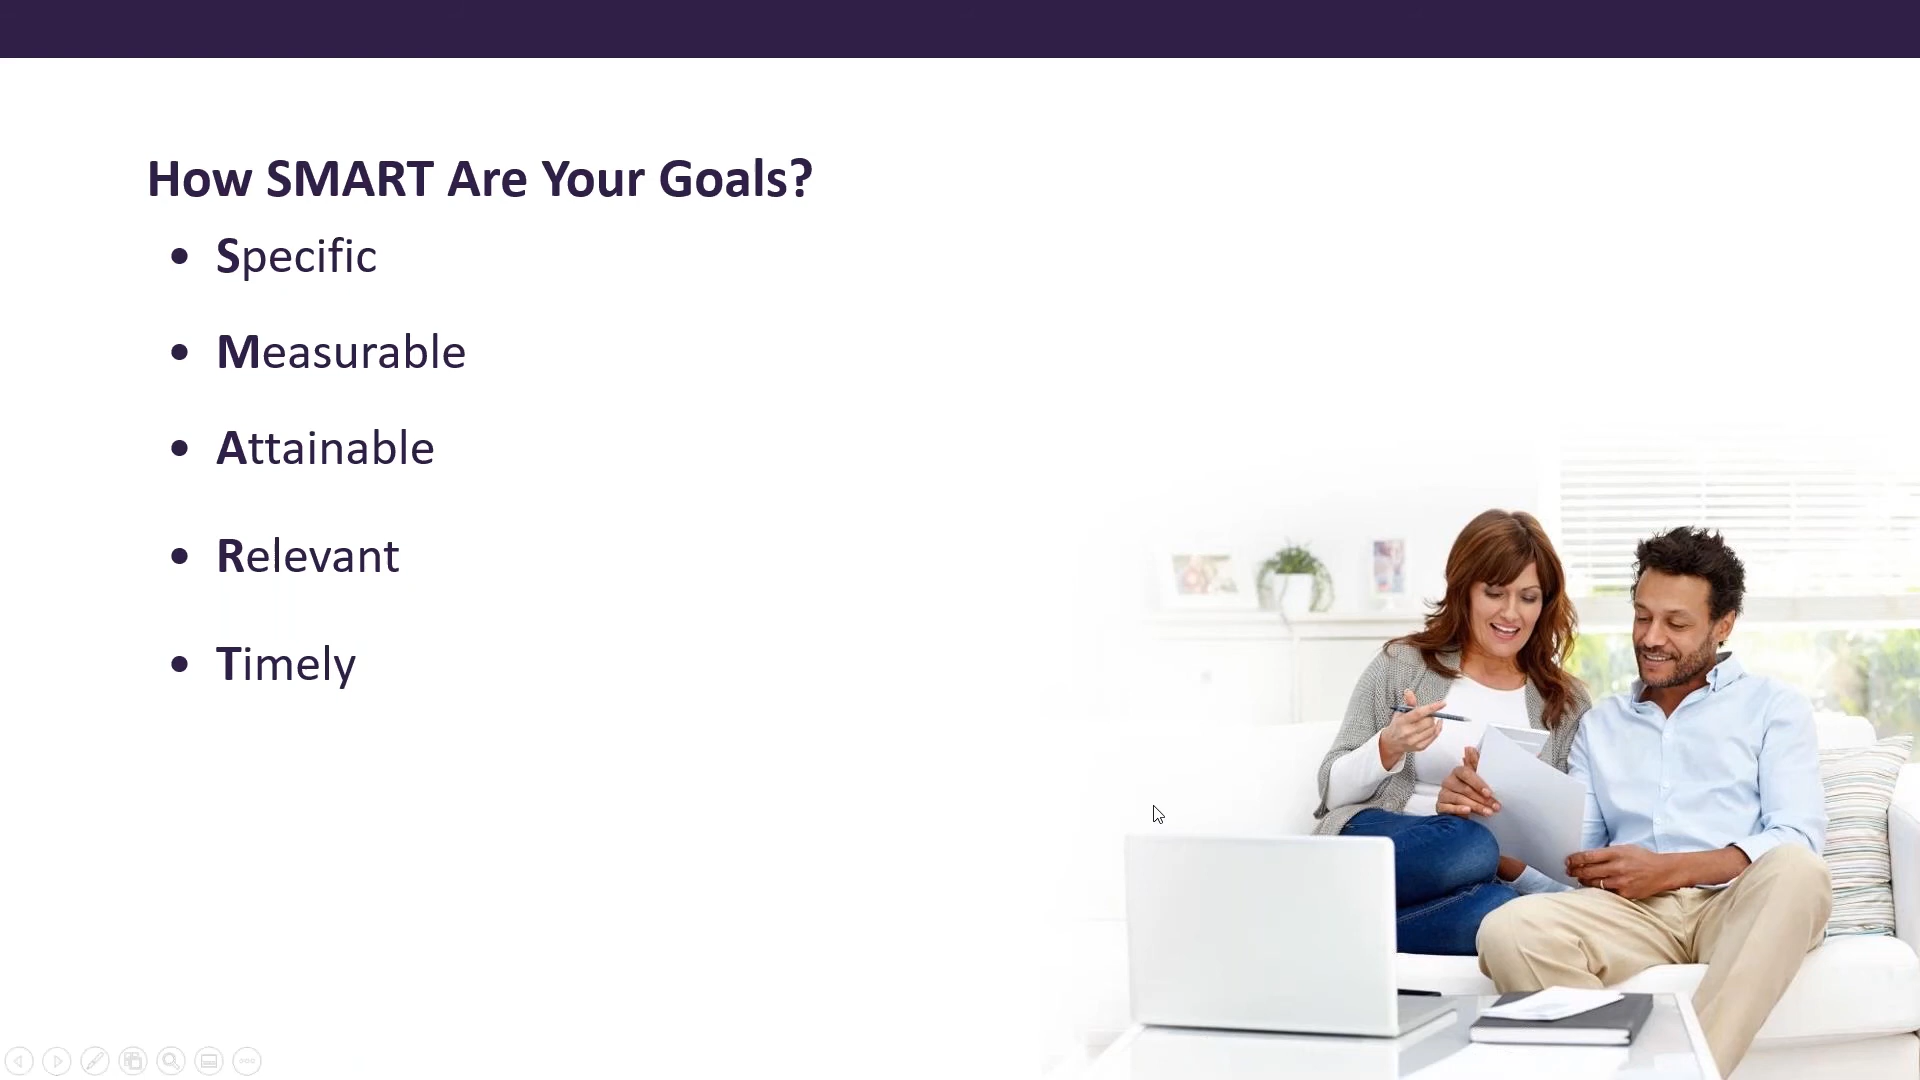 How SMART Are Your Goals?
• Specific
• Measurable
• Attainable
• Relevant
• Timely